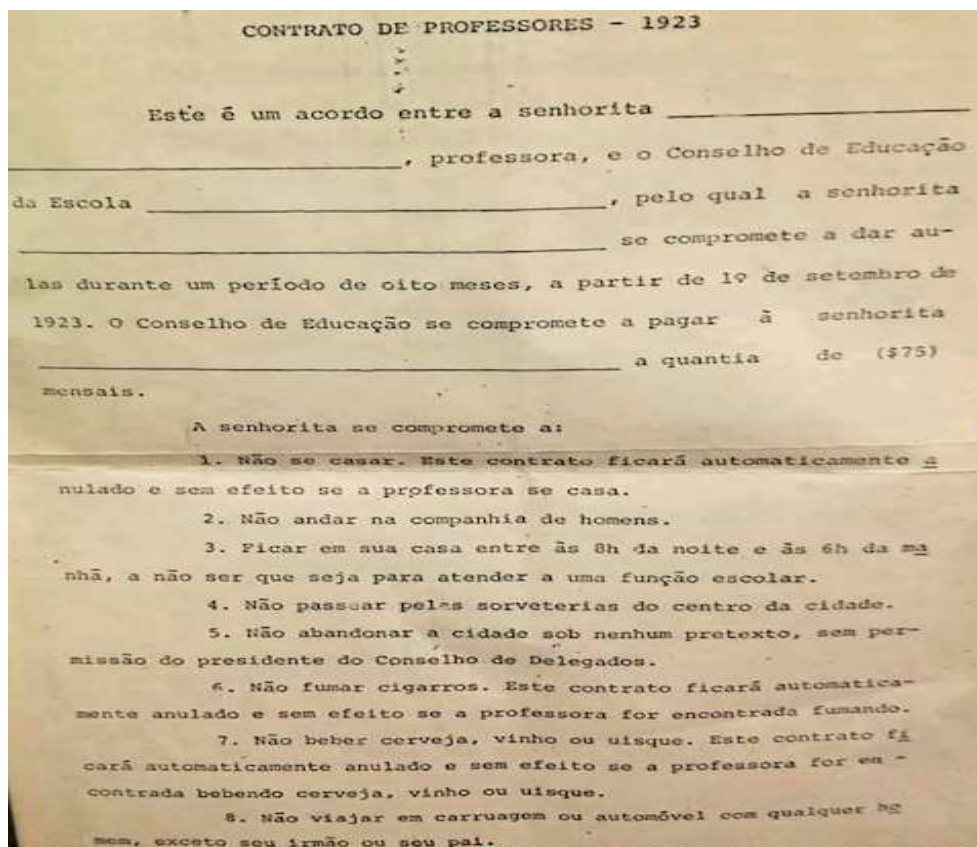 CONTRATO DE PROFESSORES - 1923
Este é um acordo entre a senhorita
, professora, e o Conselho de Educação
da Escola , pelo qual a senhorita
se compromete a dar au-
las durante um período de oito meses, a partir de 1º de setembro de
1923. O Conselho de Educação se compromete a pagar à senhorita
a quantia de ($75)
mensais.
A senhorita se compromete a:
1. Não se casar. Este contrato ficará automaticamente a
nulado e sem efeito se a professora se casa.
2. Não andar na companhia de homens.
3. Ficar em sua casa entre às 8h da noite e às 6h da ma
nhã, a não ser que seja para atender a uma função escolar.
4. Não passear pelas sorveterias do centro da cidade.
5. Não abandonar a cidade sob nenhum pretexto, sem per-
missão do presidente do Conselho de Delegados.
6. Não fumar cigarros. Este contrato ficará automatica-
mente anulado e sem efeito se a professora for encontrada fumando.
7. Não beber cerveja, vinho ou uisque. Este contrato fi
cará automaticamente anulado e sem efeito se a professora for en -
contrada bebendo cerveja, vinho ou uisque.
8. Não viajar em carruagem ou automóvel com qualquer ho
mem, exceto seu irmão ou seu pai.